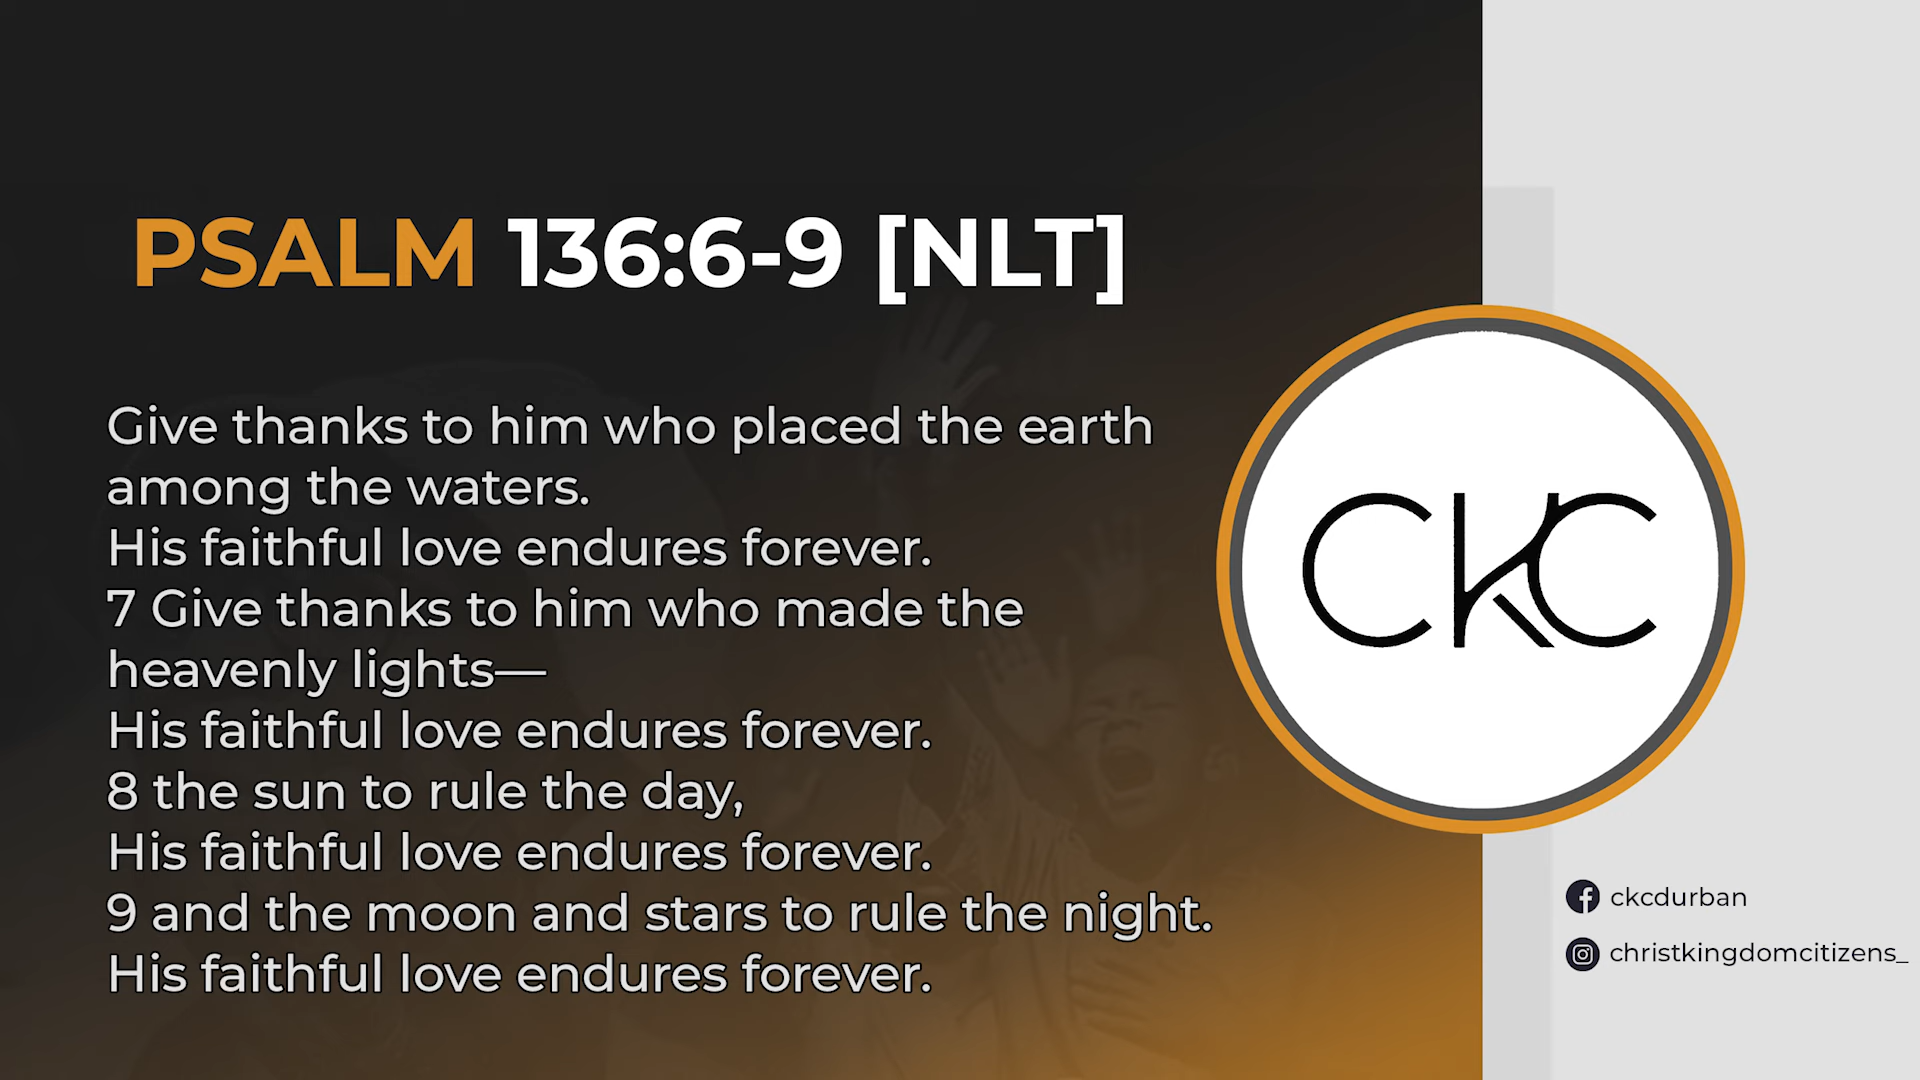 PSALM 136:6-9 [NLT]
Give thanks to him who placed the earth
among the waters.
His faithful love endures forever.
7 Give thanks to him who made the
heavenly lights—
His faithful love endures forever.
8 the sun to rule the day,
His faithful love endures forever.
9 and the moon and stars to rule the night.
His faithful love endures forever.
CKC
ckcdurban
christkingdomcitizens_